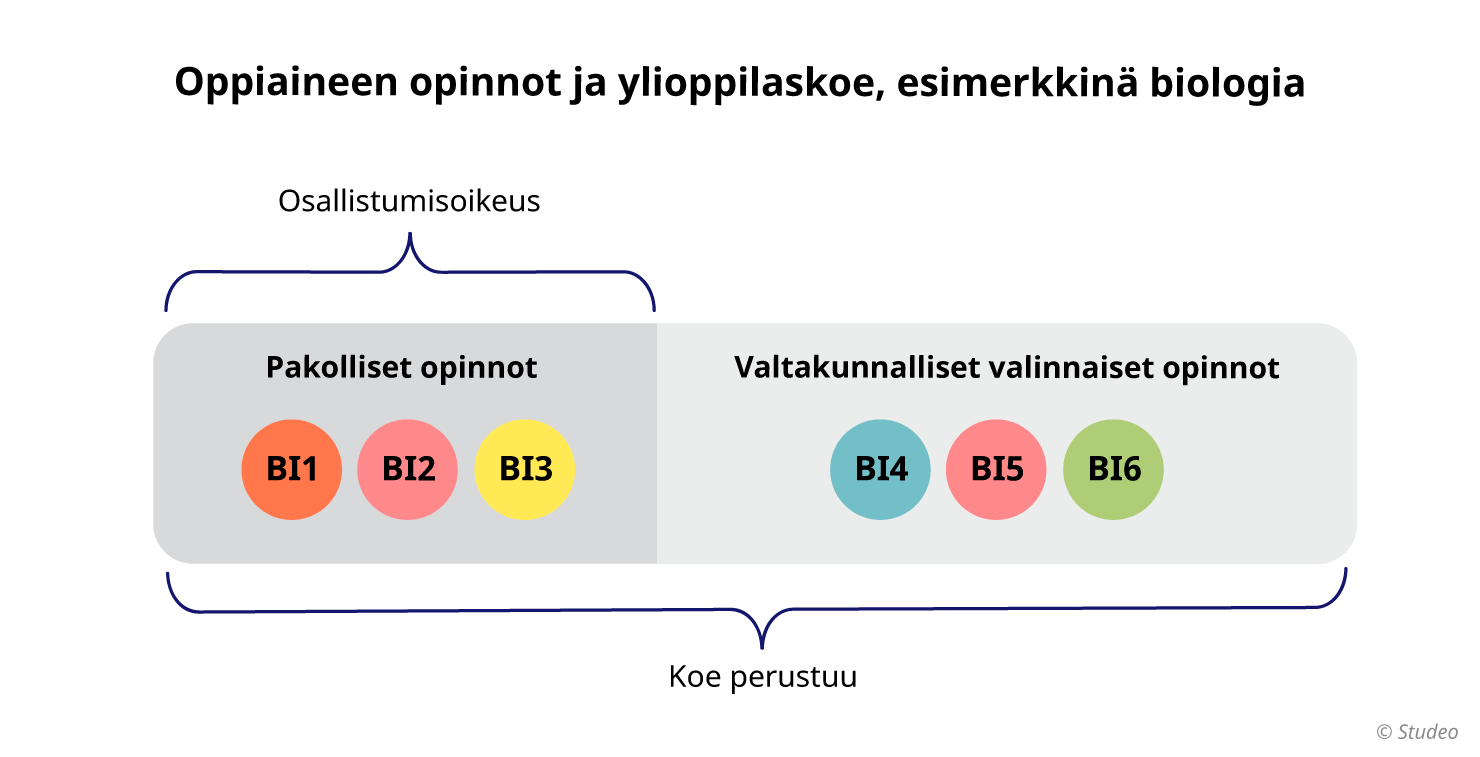 Oppiaineen opinnot ja ylioppilaskoe, esimerkkinä biologia
Osallistumisoikeus
Pakolliset opinnot
BI1 BI2 BI3
Valtakunnalliset valinnaiset opinnot
BI4 BI5 BI6
Koe perustuu
© Studeo